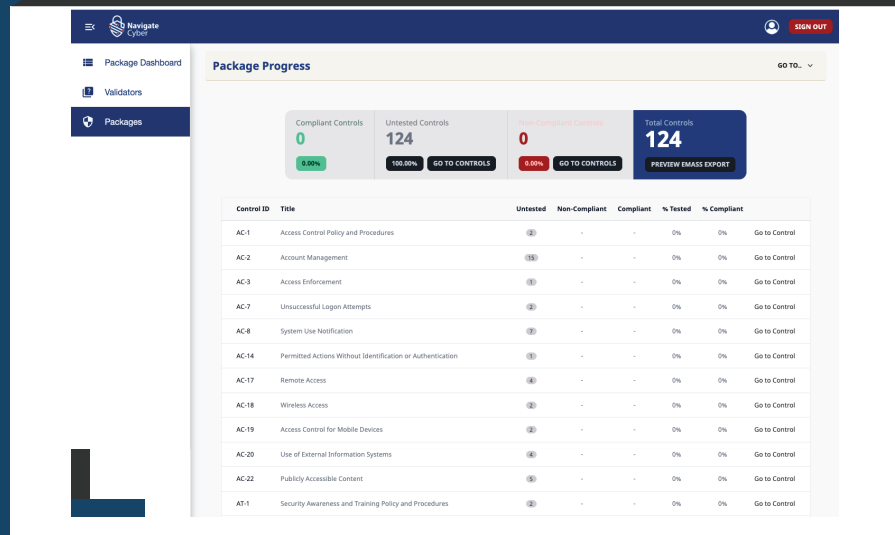 Navigate
Cyber
SIGN OUT
Package Dashboard
Validators
Packages
Package Progress
GO TO..
Compliant Controls
0
0.00%
Untested Controls
124
100.00% GO TO CONTROLS
Non-Compliant Controls
0
0.00% GO TO CONTROLS
Total Controls
124
PREVIEW EMASS EXPORT
Control ID Title Untested Non-Compliant Compliant % Tested % Compliant
AC-1 Access Control Policy and Procedures 2 - - 0% 0% Go to Control
AC-2 Account Management 15 - - 0% 0% Go to Control
AC-3 Access Enforcement 1 - - 0% 0% Go to Control
AC-7 Unsuccessful Logon Attempts 2 - - 0% 0% Go to Control
AC-8 System Use Notification 7 - - 0% 0% Go to Control
AC-14 Permitted Actions Without Identification or Authentication 1 - - 0% 0% Go to Control
AC-17 Remote Access 4 - - 0% 0% Go to Control
AC-18 Wireless Access 2 - - 0% 0% Go to Control
AC-19 Access Control for Mobile Devices 2 - - 0% 0% Go to Control
AC-20 Use of External Information Systems 4 - - 0% 0% Go to Control
AC-22 Publicly Accessible Content 5 - - 0% 0% Go to Control
AT-1 Security Awareness and Training Policy and Procedures 2 - - 0% 0% Go to Control